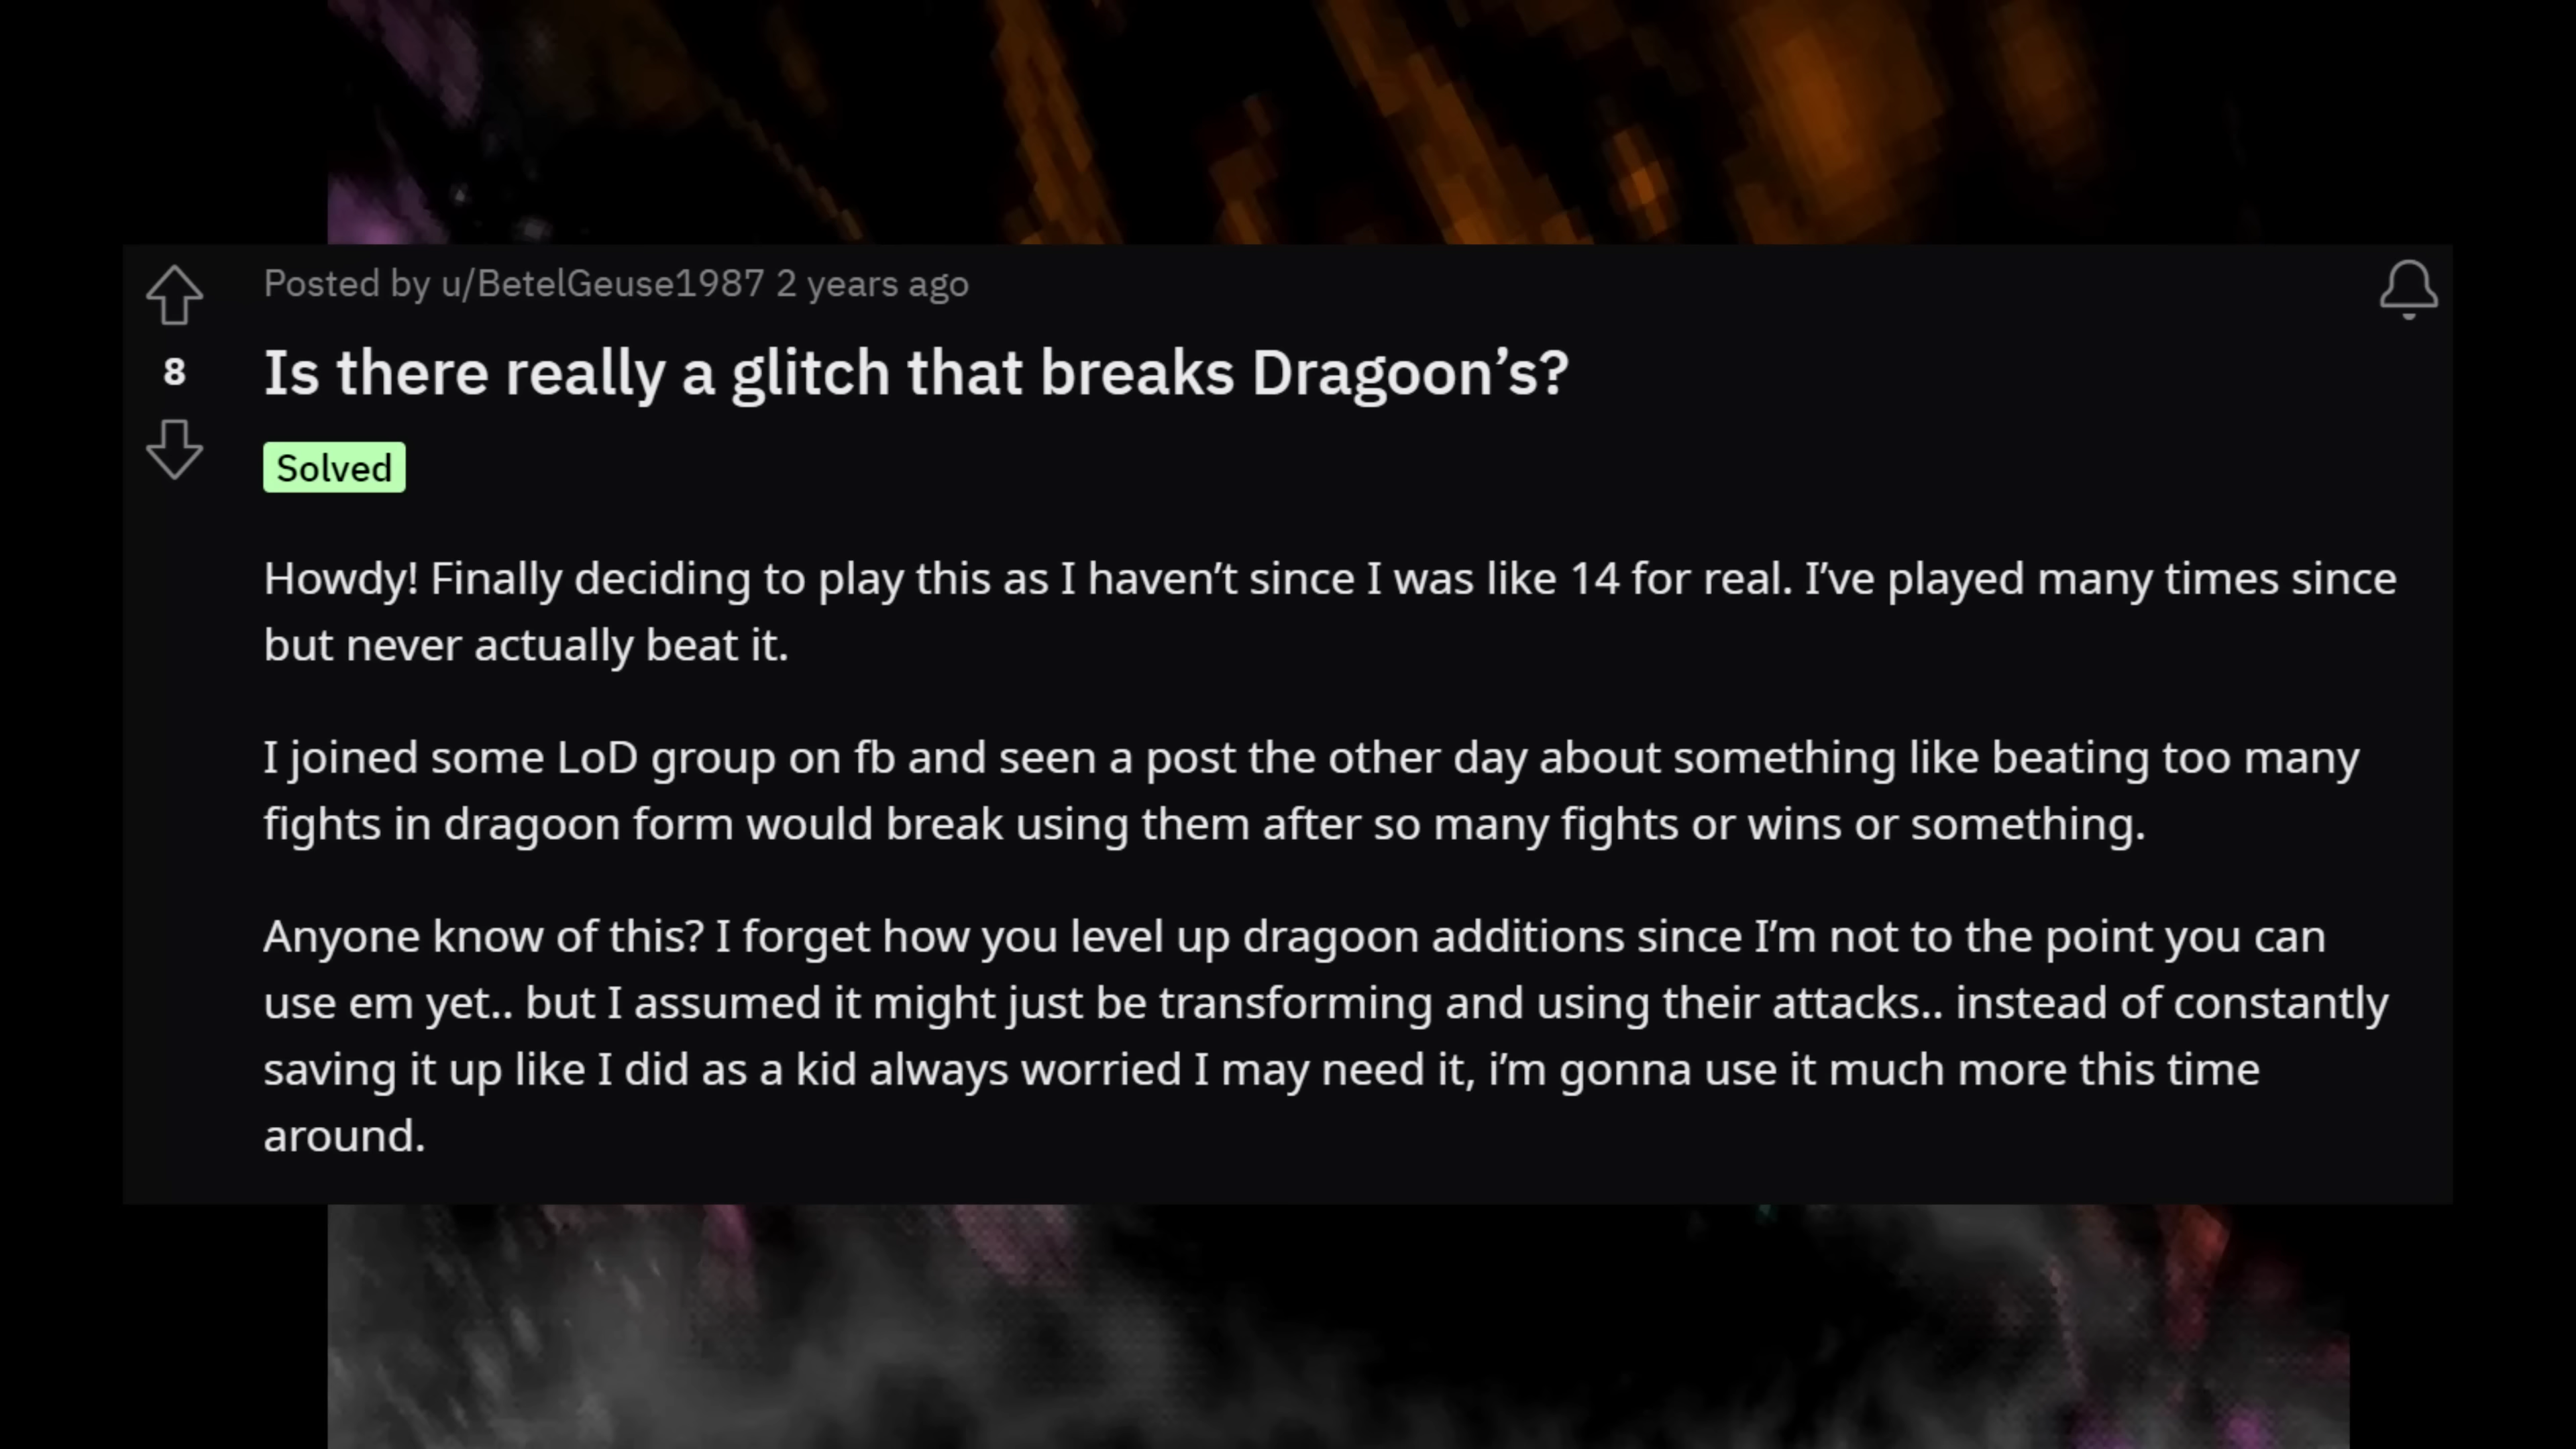 Posted by u/BetelGeuse1987 2 years ago
8
Is there really a glitch that breaks Dragoon’s?
Solved
Howdy! Finally deciding to play this as I haven’t since I was like 14 for real. I’ve played many times since
but never actually beat it.
I joined some LoD group on fb and seen a post the other day about something like beating too many
fights in dragoon form would break using them after so many fights or wins or something.
Anyone know of this? I forget how you level up dragoon additions since I’m not to the point you can
use em yet.. but I assumed it might just be transforming and using their attacks.. instead of constantly
saving it up like I did as a kid always worried I may need it, i’m gonna use it much more this time
around.